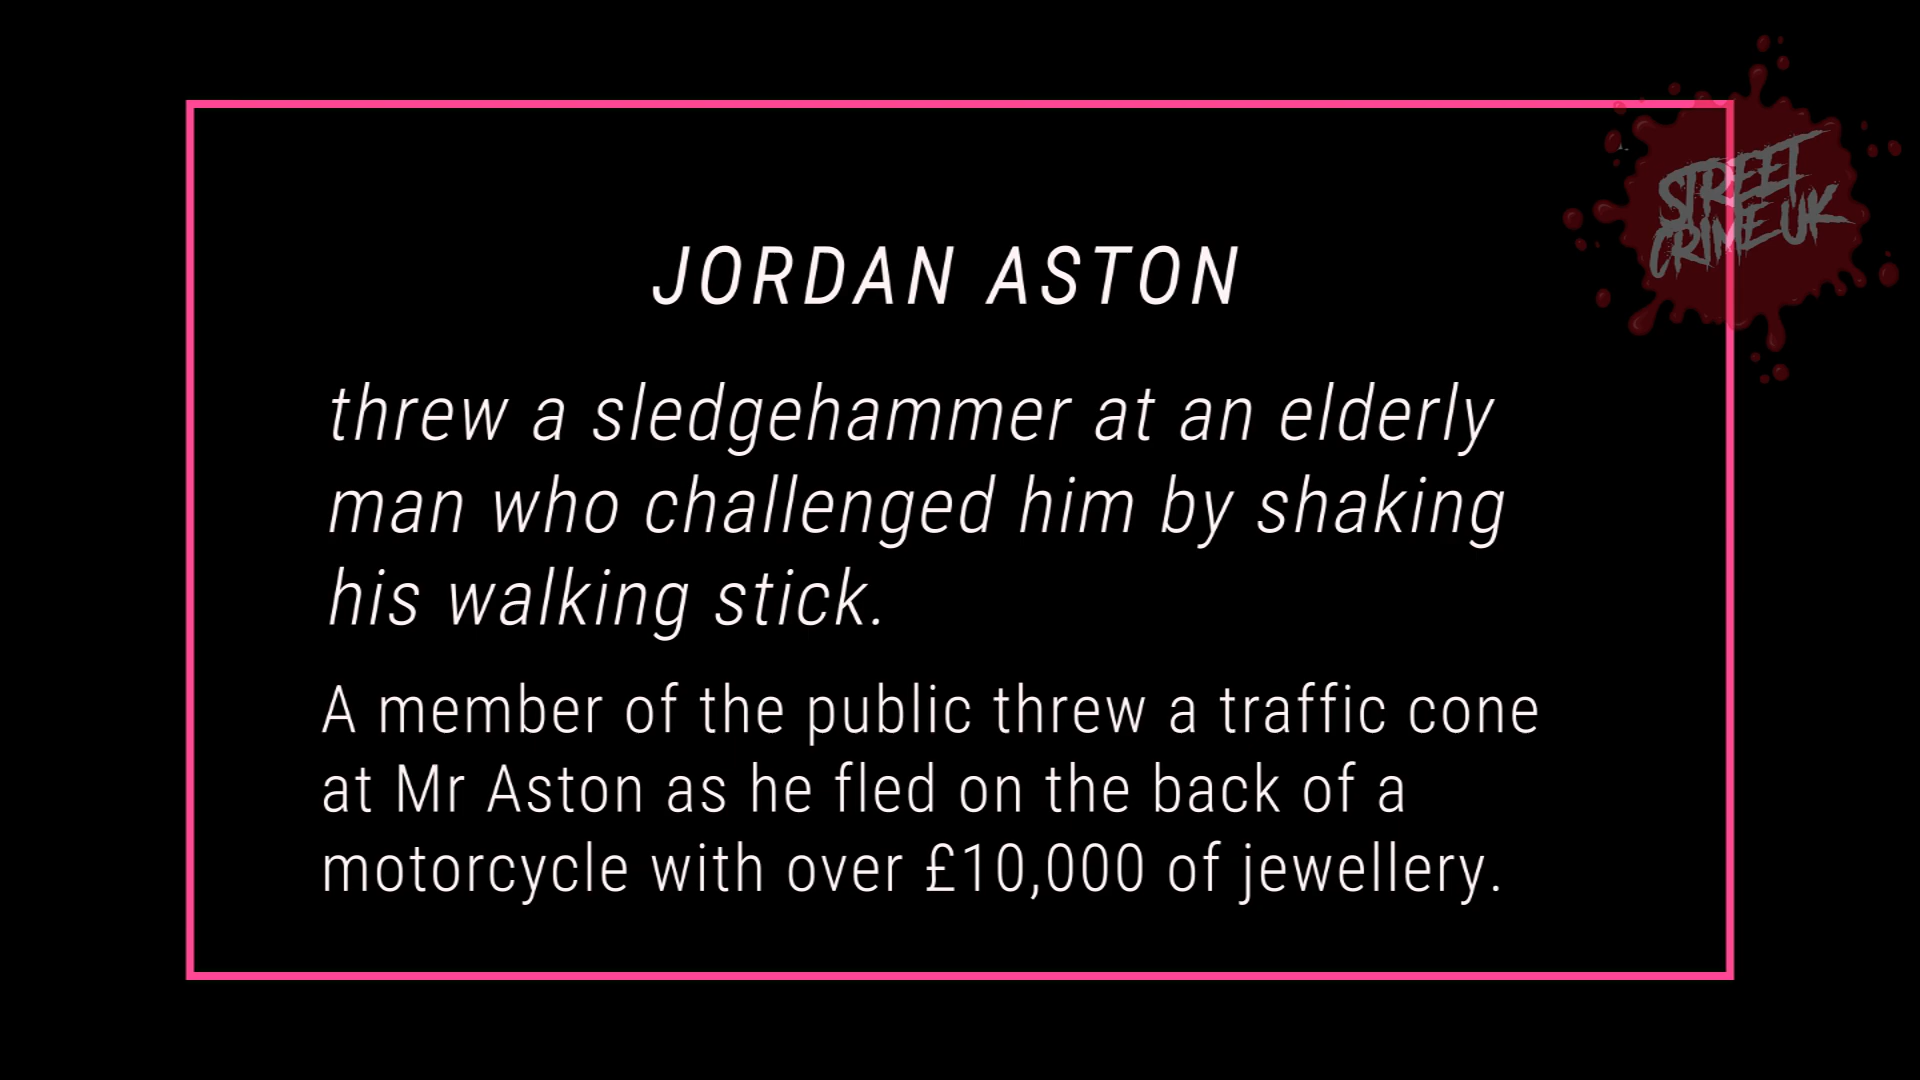 STREET
CRIME UK
JORDAN ASTON
threw a sledgehammer at an elderly
man who challenged him by shaking
his walking stick.
A member of the public threw a traffic cone
at Mr Aston as he fled on the back of a
motorcycle with over £10,000 of jewellery.